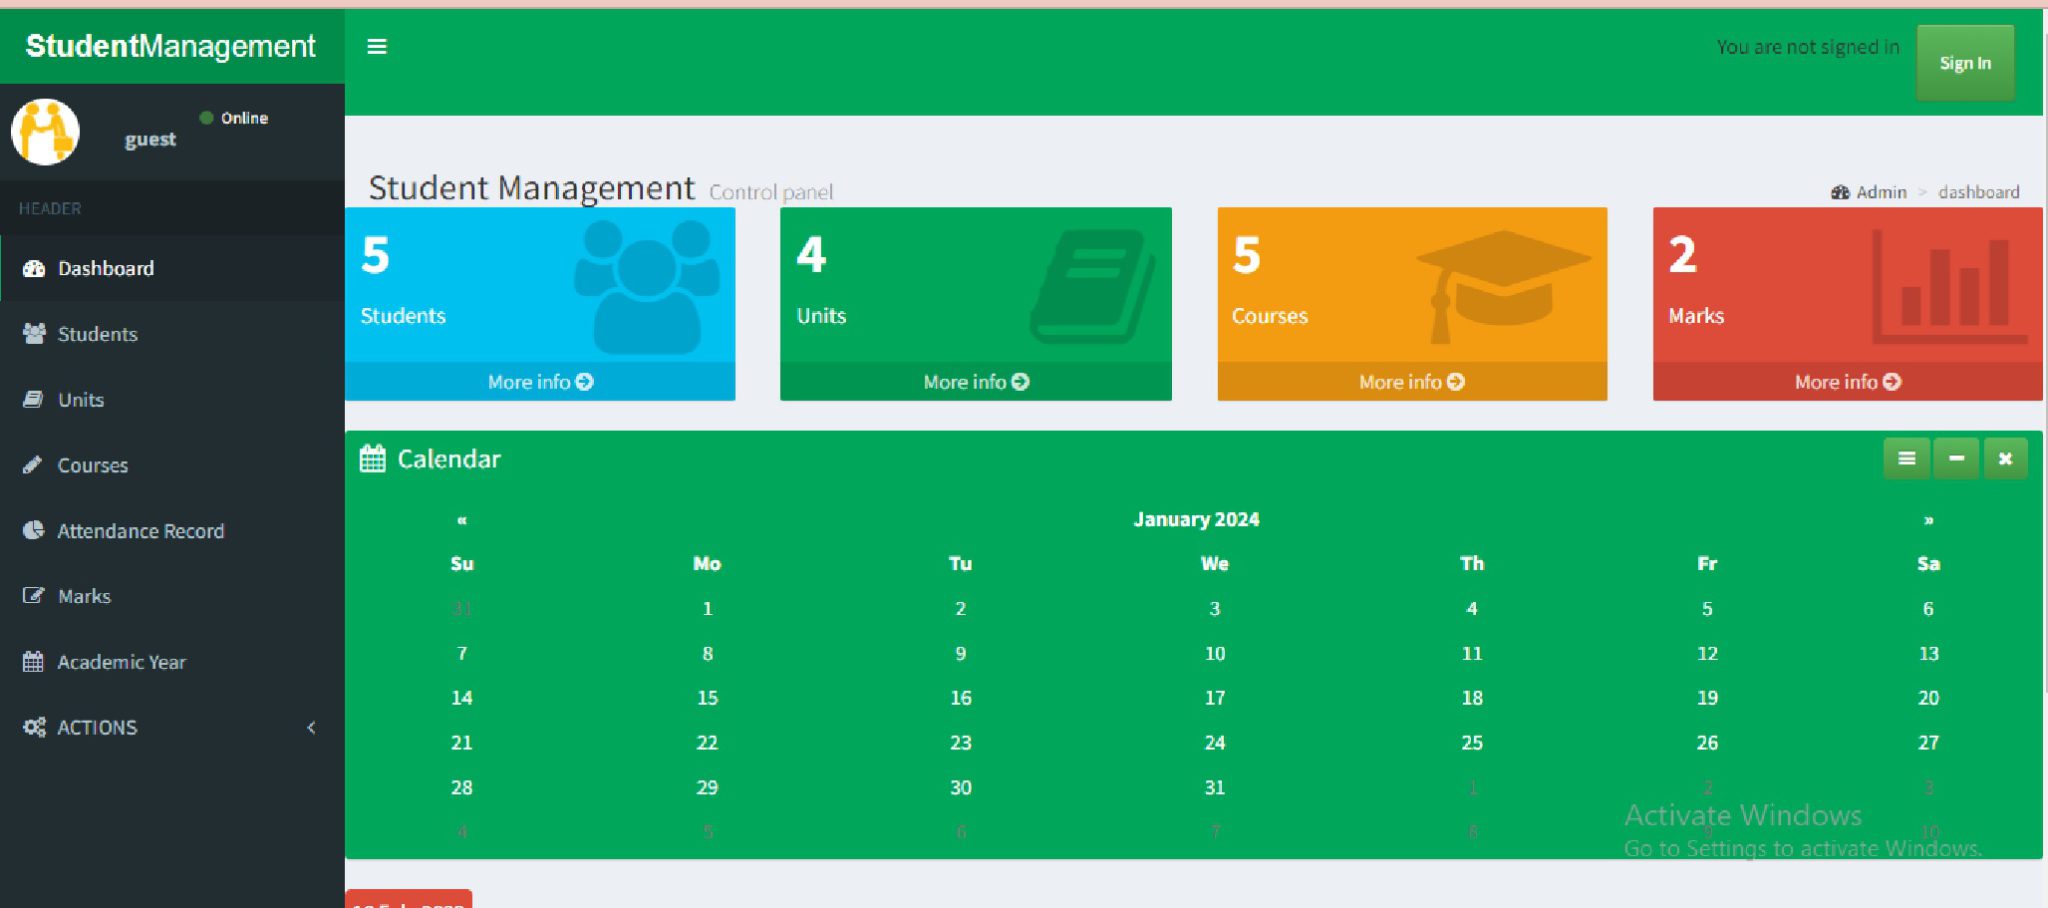 StudentManagement
You are not signed in
Sign In
Online
guest
HEADER
Dashboard
Students
Units
Courses
Attendance Record
Marks
Academic Year
ACTIONS
Student Management Control panel
Admin > dashboard
5
Students
More info
4
Units
More info
5
Courses
More info
2
Marks
More info
Calendar
« January 2024 »
Su Mo Tu We Th Fr Sa
31 1 2 3 4 5 6
7 8 9 10 11 12 13
14 15 16 17 18 19 20
21 22 23 24 25 26 27
28 29 30 31 1 2 3
4 5 6 7 8 9 10
Activate Windows
Go to Settings to activate Windows.